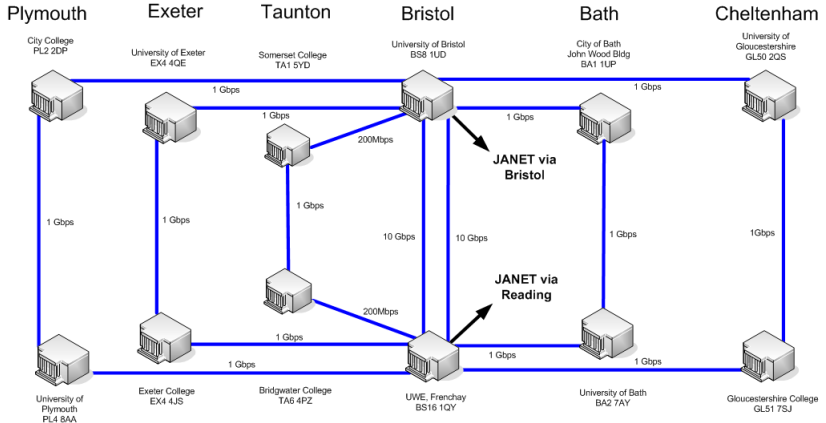 Plymouth
Exeter
Taunton
Bristol
Bath
Cheltenham
City College
PL2 2DP
University of Exeter
EX4 4QE
Somerset College
TA1 5YD
University of Bristol
BS8 1UD
City of Bath
John Wood Bldg
BA1 1UP
University of
Gloucestershire
GL50 2QS
1 Gbps
1 Gbps
1 Gbps
1 Gbps
200Mbps
JANET via
Bristol
1 Gbps
1 Gbps
1 Gbps
10 Gbps
10 Gbps
1 Gbps
1Gbps
JANET via
Reading
200Mbps
1 Gbps
1 Gbps
1 Gbps
1 Gbps
University of
Plymouth
PL4 8AA
Exeter College
EX4 4JS
Bridgwater College
TA6 4PZ
UWE, Frenchay
BS16 1QY
University of Bath
BA2 7AY
Gloucestershire College
GL51 7SJ